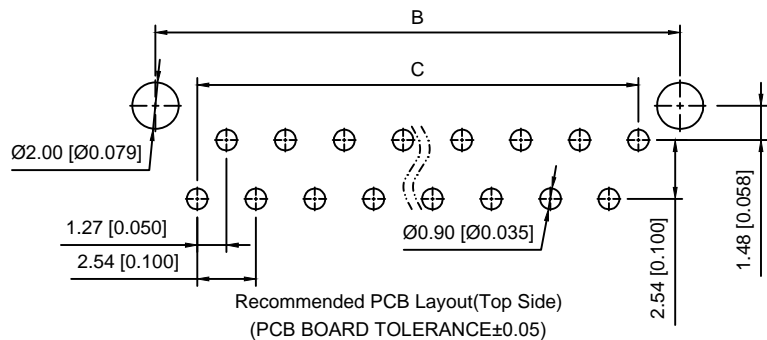 B
C
Ø2.00 [Ø0.079]
1.48 [0.058]
1.27 [0.050]
Ø0.90 [Ø0.035]
2.54 [0.100]
2.54 [0.100]
Recommended PCB Layout(Top Side)
(PCB BOARD TOLERANCE±0.05)